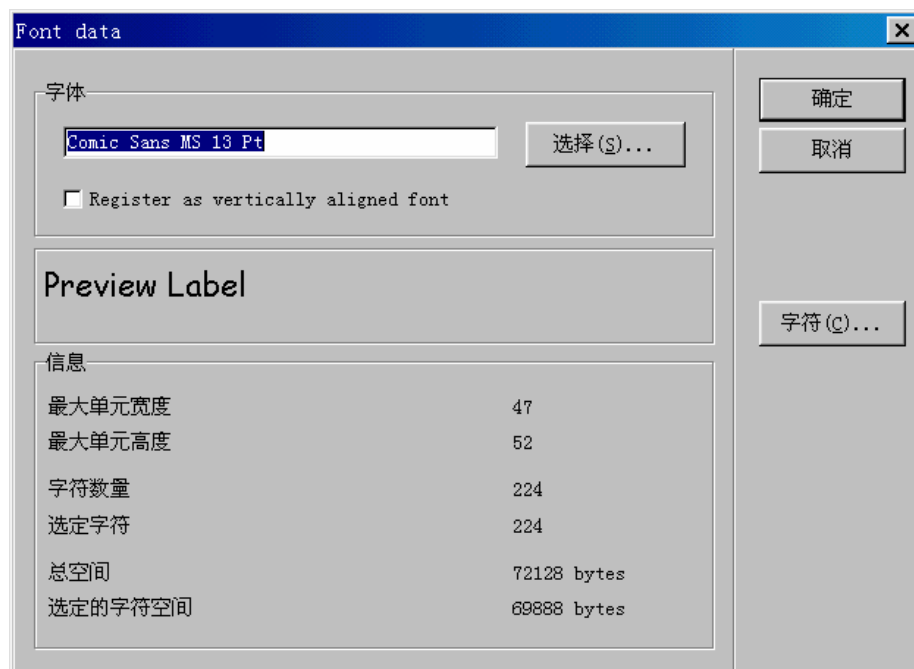 Font data
字体
Comic Sans MS 13 Pt
选择(S)...
Register as vertically aligned font
确定
取消
Preview Label
字符(C)...
信息
最大单元宽度 47
最大单元高度 52
字符数量 224
选定字符 224
总空间 72128 bytes
选定的字符空间 69888 bytes